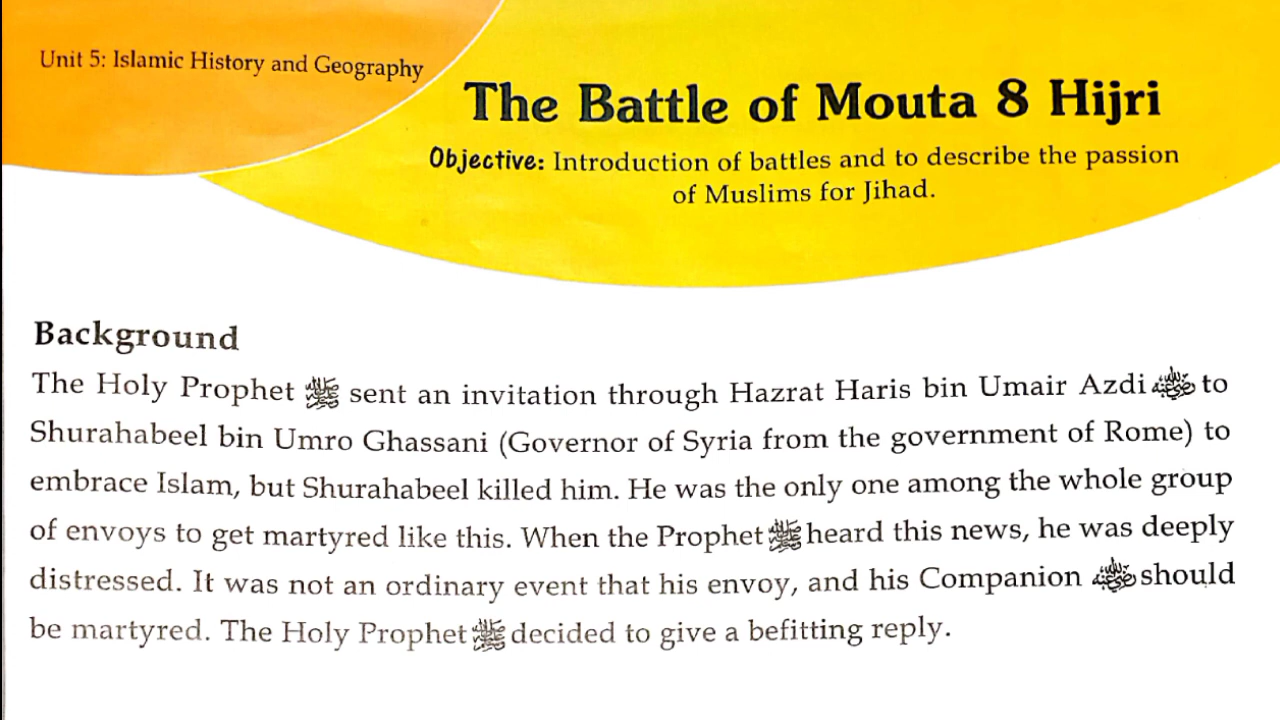 Unit 5: Islamic History and Geography
The Battle of Mouta 8 Hijri
Objective: Introduction of battles and to describe the passion
of Muslims for Jihad.
Background
The Holy Prophet ﷺ sent an invitation through Hazrat Haris bin Umair Azdi رضي الله عنه to
Shurahabeel bin Umro Ghassani (Governor of Syria from the government of Rome) to
embrace Islam, but Shurahabeel killed him. He was the only one among the whole group
of envoys to get martyred like this. When the Prophet ﷺ heard this news, he was deeply
distressed. It was not an ordinary event that his envoy, and his Companion رضي الله عنه should
be martyred. The Holy Prophet ﷺ decided to give a befitting reply.